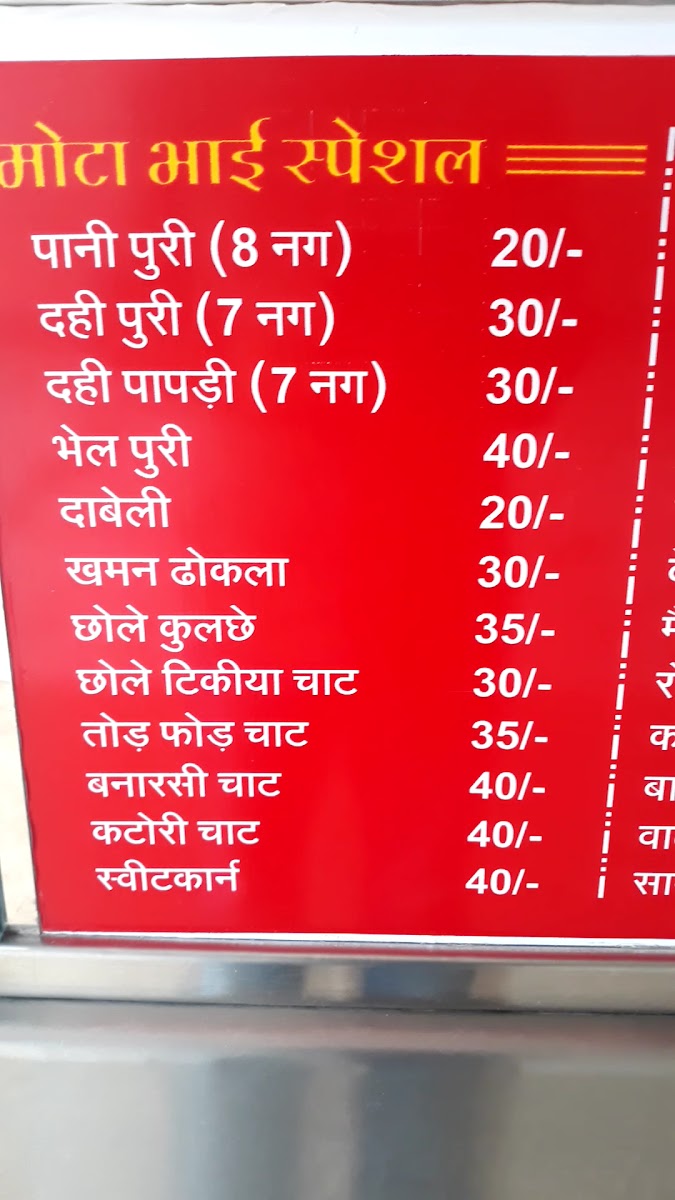 मोटा भाई स्पेशल
पानी पुरी (8 नग) 20/-
दही पुरी (7 नग) 30/-
दही पापड़ी (7 नग) 30/-
भेल पुरी 40/-
दाबेली 20/-
खमन ढोकला 30/-
छोले कुलछे 35/-
छोले टिकीया चाट 30/-
तोड़ फोड़ चाट 35/-
बनारसी चाट 40/-
कटोरी चाट 40/-
स्वीटकार्न 40/-